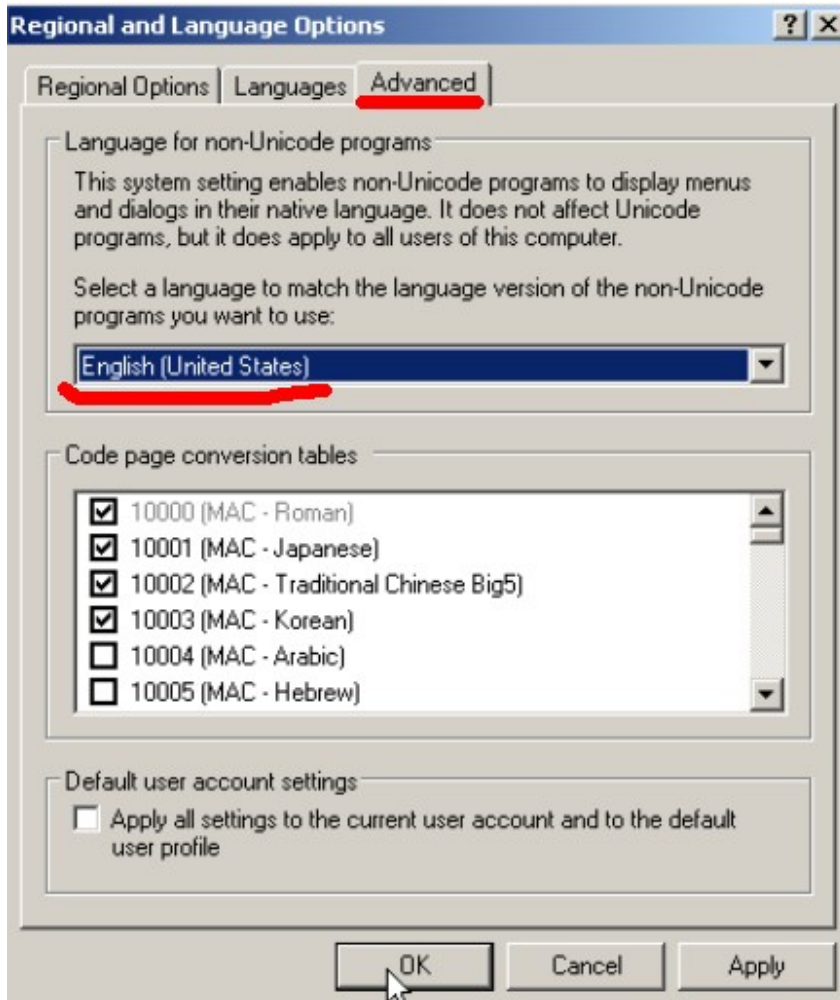 Regional and Language Options
Regional Options Languages Advanced
Language for non-Unicode programs
This system setting enables non-Unicode programs to display menus
and dialogs in their native language. It does not affect Unicode
programs, but it does apply to all users of this computer.
Select a language to match the language version of the non-Unicode
programs you want to use:
English (United States)
Code page conversion tables
10000 (MAC - Roman)
10001 (MAC - Japanese)
10002 (MAC - Traditional Chinese Big5)
10003 (MAC - Korean)
10004 (MAC - Arabic)
10005 (MAC - Hebrew)
Default user account settings
Apply all settings to the current user account and to the default
user profile
OK Cancel Apply